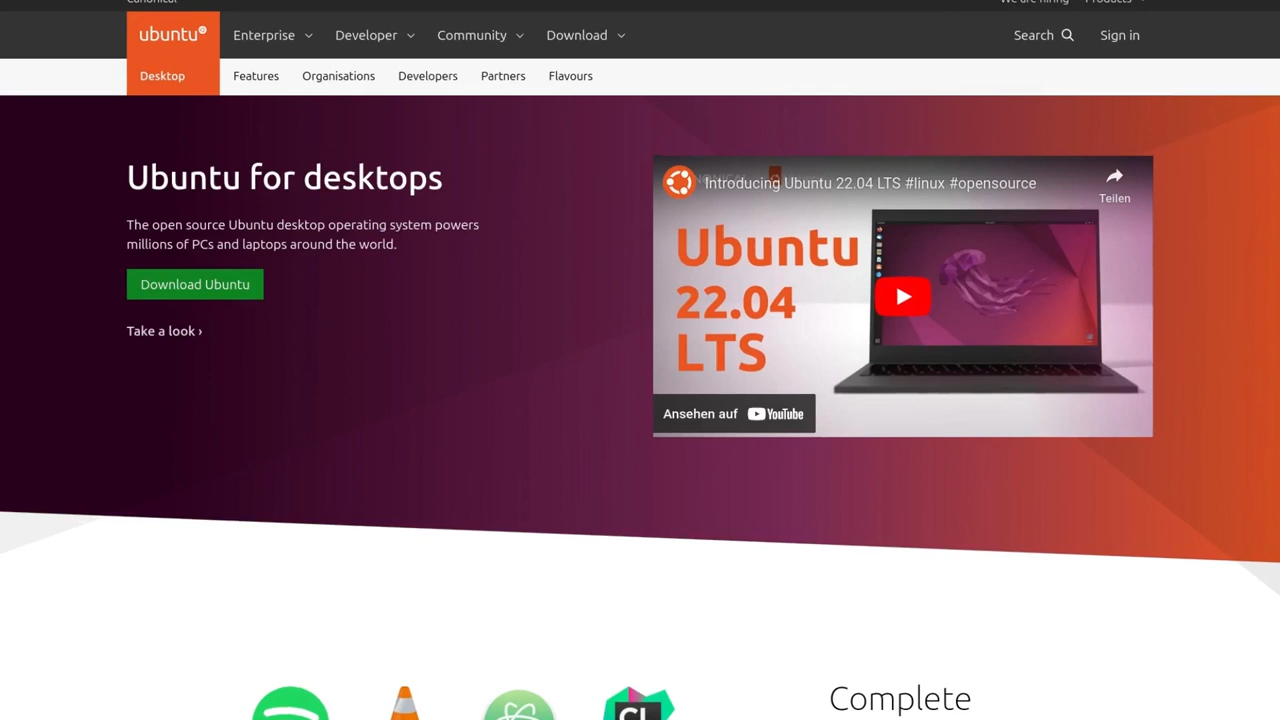 Canonical
We are hiring Products
ubuntu® Enterprise Developer Community Download Search Sign in
Desktop Features Organisations Developers Partners Flavours
Ubuntu for desktops
The open source Ubuntu desktop operating system powers
millions of PCs and laptops around the world.
Download Ubuntu
Take a look ›
Introducing Ubuntu 22.04 LTS #linux #opensource
Teilen
Ubuntu
22.04
LTS
Ansehen auf YouTube
CL
Complete